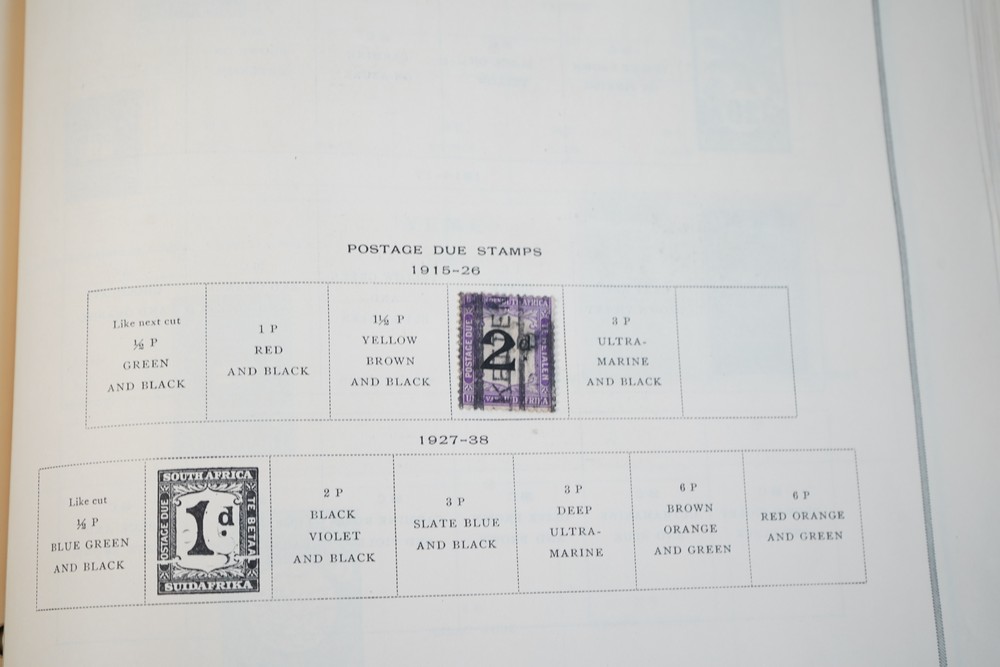 POSTAGE DUE STAMPS
1915-26
Like next cut
½ P
GREEN
AND BLACK
1 P
RED
AND BLACK
1½ P
YELLOW
BROWN
AND BLACK
POSTAGE DUE
2d
TE BETALEN
3 P
ULTRA-
MARINE
AND BLACK
1927-38
Like cut
½ P
BLUE GREEN
AND BLACK
SOUTH AFRICA
POSTAGE DUE
1d.
TE BETAAL
SUIDAFRIKA
2 P
BLACK
VIOLET
AND BLACK
3 P
SLATE BLUE
AND BLACK
3 P
DEEP
ULTRA-
MARINE
6 P
BROWN
ORANGE
AND GREEN
6 P
RED ORANGE
AND GREEN